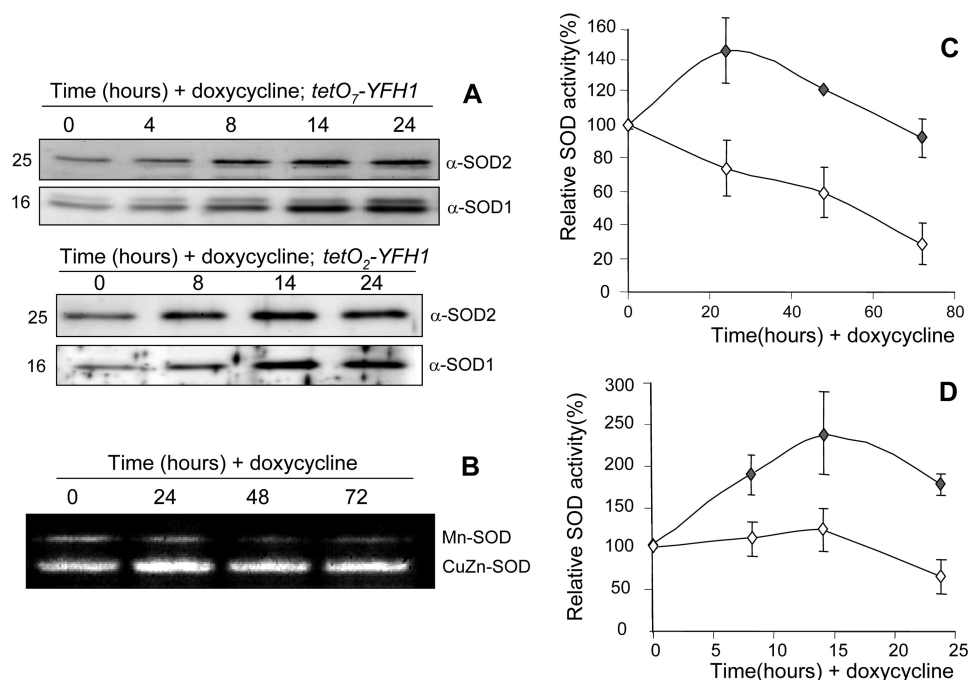 A
Time (hours) + doxycycline; tetO7-YFH1
0 4 8 14 24
25 α-SOD2
16 α-SOD1
Time (hours) + doxycycline; tetO2-YFH1
0 8 14 24
25 α-SOD2
16 α-SOD1
B
Time (hours) + doxycycline
0 24 48 72
Mn-SOD
CuZn-SOD
C
Relative SOD activity(%)
160
140
120
100
80
60
40
20
0
0 20 40 60 80
Time(hours) + doxycycline
D
Relative SOD activity(%)
300
250
200
150
100
50
0
0 5 10 15 20 25
Time(hours) + doxycycline